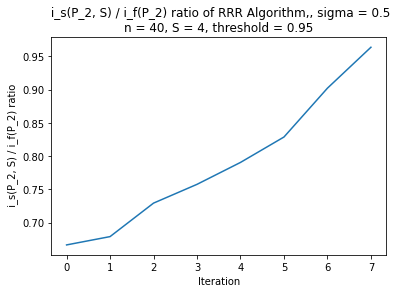 i_s(P_2, S) / i_f(P_2) ratio of RRR Algorithm,, sigma = 0.5
n = 40, S = 4, threshold = 0.95
i_s(P_2, S) / i_f(P_2) ratio
0.95
0.90
0.85
0.80
0.75
0.70
0 1 2 3 4 5 6 7
Iteration